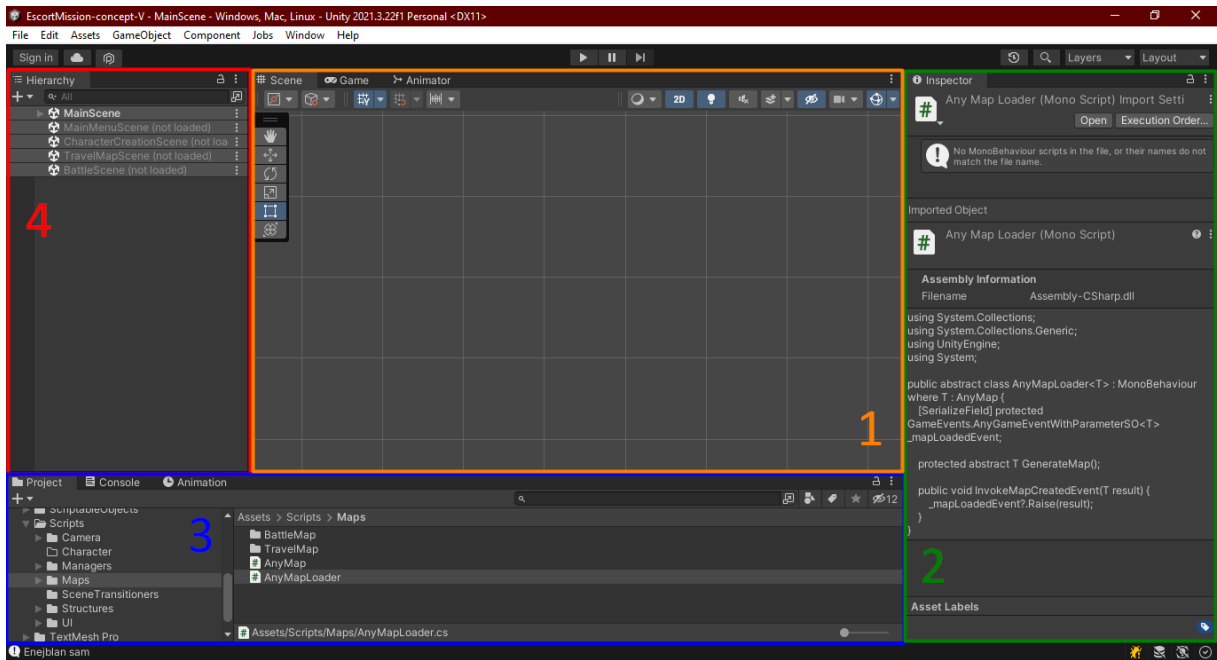 EscortMission-concept-V - MainScene - Windows, Mac, Linux - Unity 2021.3.22f1 Personal <DX11>
File Edit Assets GameObject Component Jobs Window Help
Sign in
Layers Layout
Hierarchy
All
MainScene
MainMenuScene (not loaded)
CharacterCreationScene (not loa
TravelMapScene (not loaded)
BattleScene (not loaded)
4
Scene Game Animator
2D
1
Inspector
Any Map Loader (Mono Script) Import Setti
Open Execution Order...
No MonoBehaviour scripts in the file, or their names do not
match the file name.
Imported Object
Any Map Loader (Mono Script)
Assembly Information
Filename Assembly-CSharp.dll
using System.Collections;
using System.Collections.Generic;
using UnityEngine;
using System;
public abstract class AnyMapLoader<T> : MonoBehaviour
where T : AnyMap {
[SerializeField] protected
GameEvents.AnyGameEventWithParameterSO<T>
_mapLoadedEvent;
protected abstract T GenerateMap();
public void InvokeMapCreatedEvent(T result) {
_mapLoadedEvent?.Raise(result);
}
}
2
Asset Labels
Project Console Animation
12
ScriptableObjects
Scripts
Camera
Character
Managers
Maps
SceneTransitioners
Structures
UI
TextMesh Pro
3
Assets > Scripts > Maps
BattleMap
TravelMap
AnyMap
AnyMapLoader
Assets/Scripts/Maps/AnyMapLoader.cs
Enejblan sam